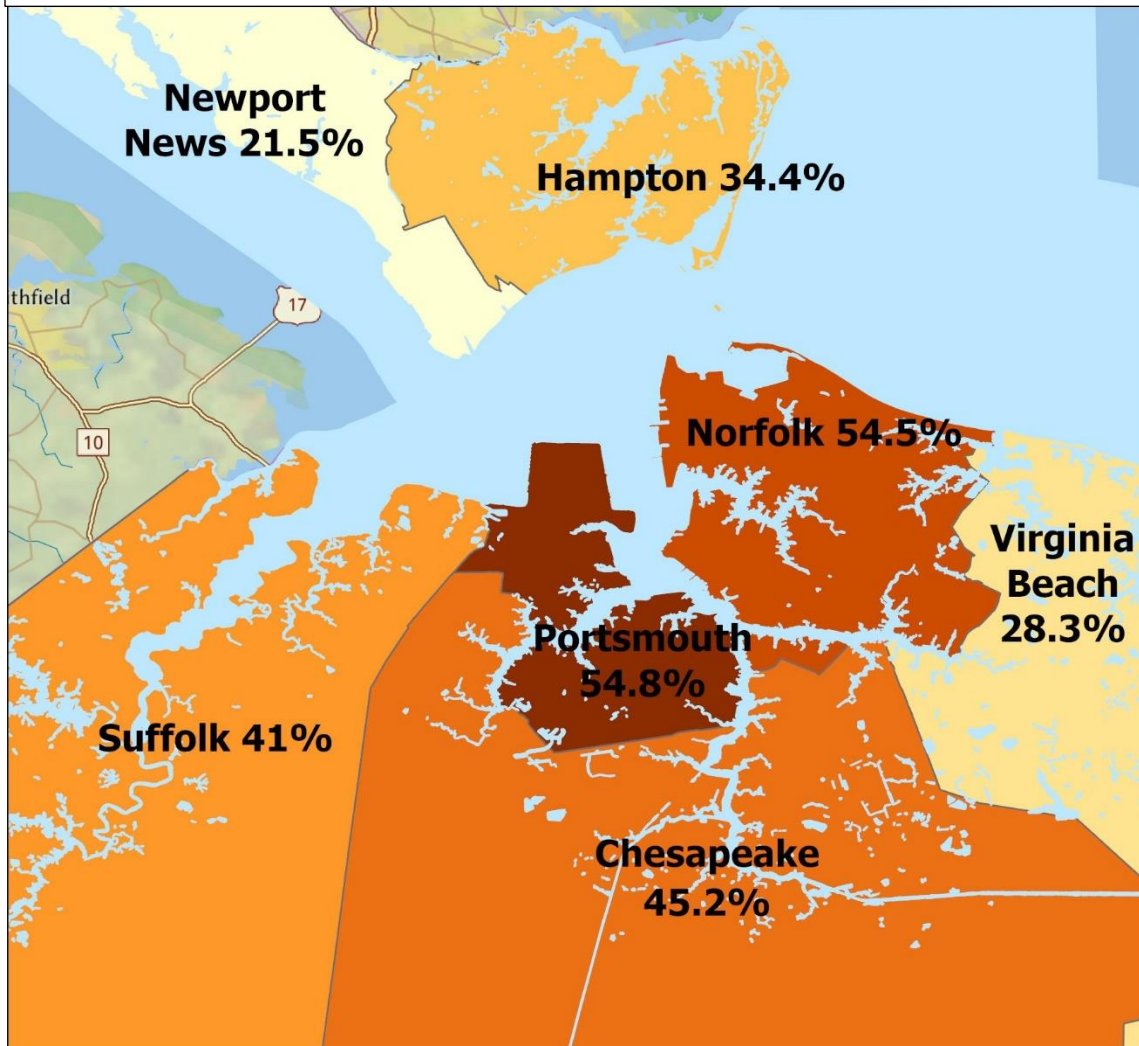 Newport
News 21.5%
Hampton 34.4%
thfield
17
10
Norfolk 54.5%
Virginia
Beach
28.3%
Portsmouth
54.8%
Suffolk 41%
Chesapeake
45.2%